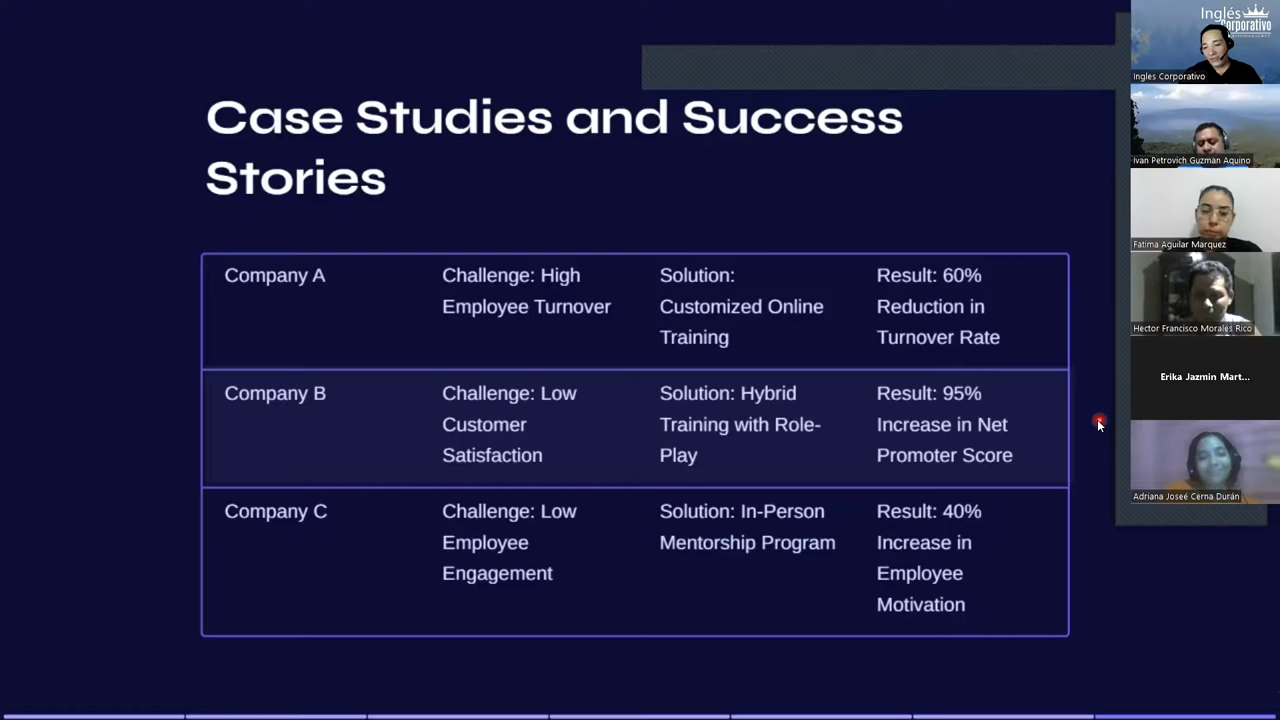 Case Studies and Success
Stories
Company A
Challenge: High
Employee Turnover
Solution:
Customized Online
Training
Result: 60%
Reduction in
Turnover Rate
Company B
Challenge: Low
Customer
Satisfaction
Solution: Hybrid
Training with Role-
Play
Result: 95%
Increase in Net
Promoter Score
Company C
Challenge: Low
Employee
Engagement
Solution: In-Person
Mentorship Program
Result: 40%
Increase in
Employee
Motivation
Inglés
Corporativo
Ingles Corporativo
Ivan Petrovich Guzman Aquino
Fatima Aguilar Marquez
Hector Francisco Morales Rico
Erika Jazmin Mart...
Adriana Joseé Cerna Durán